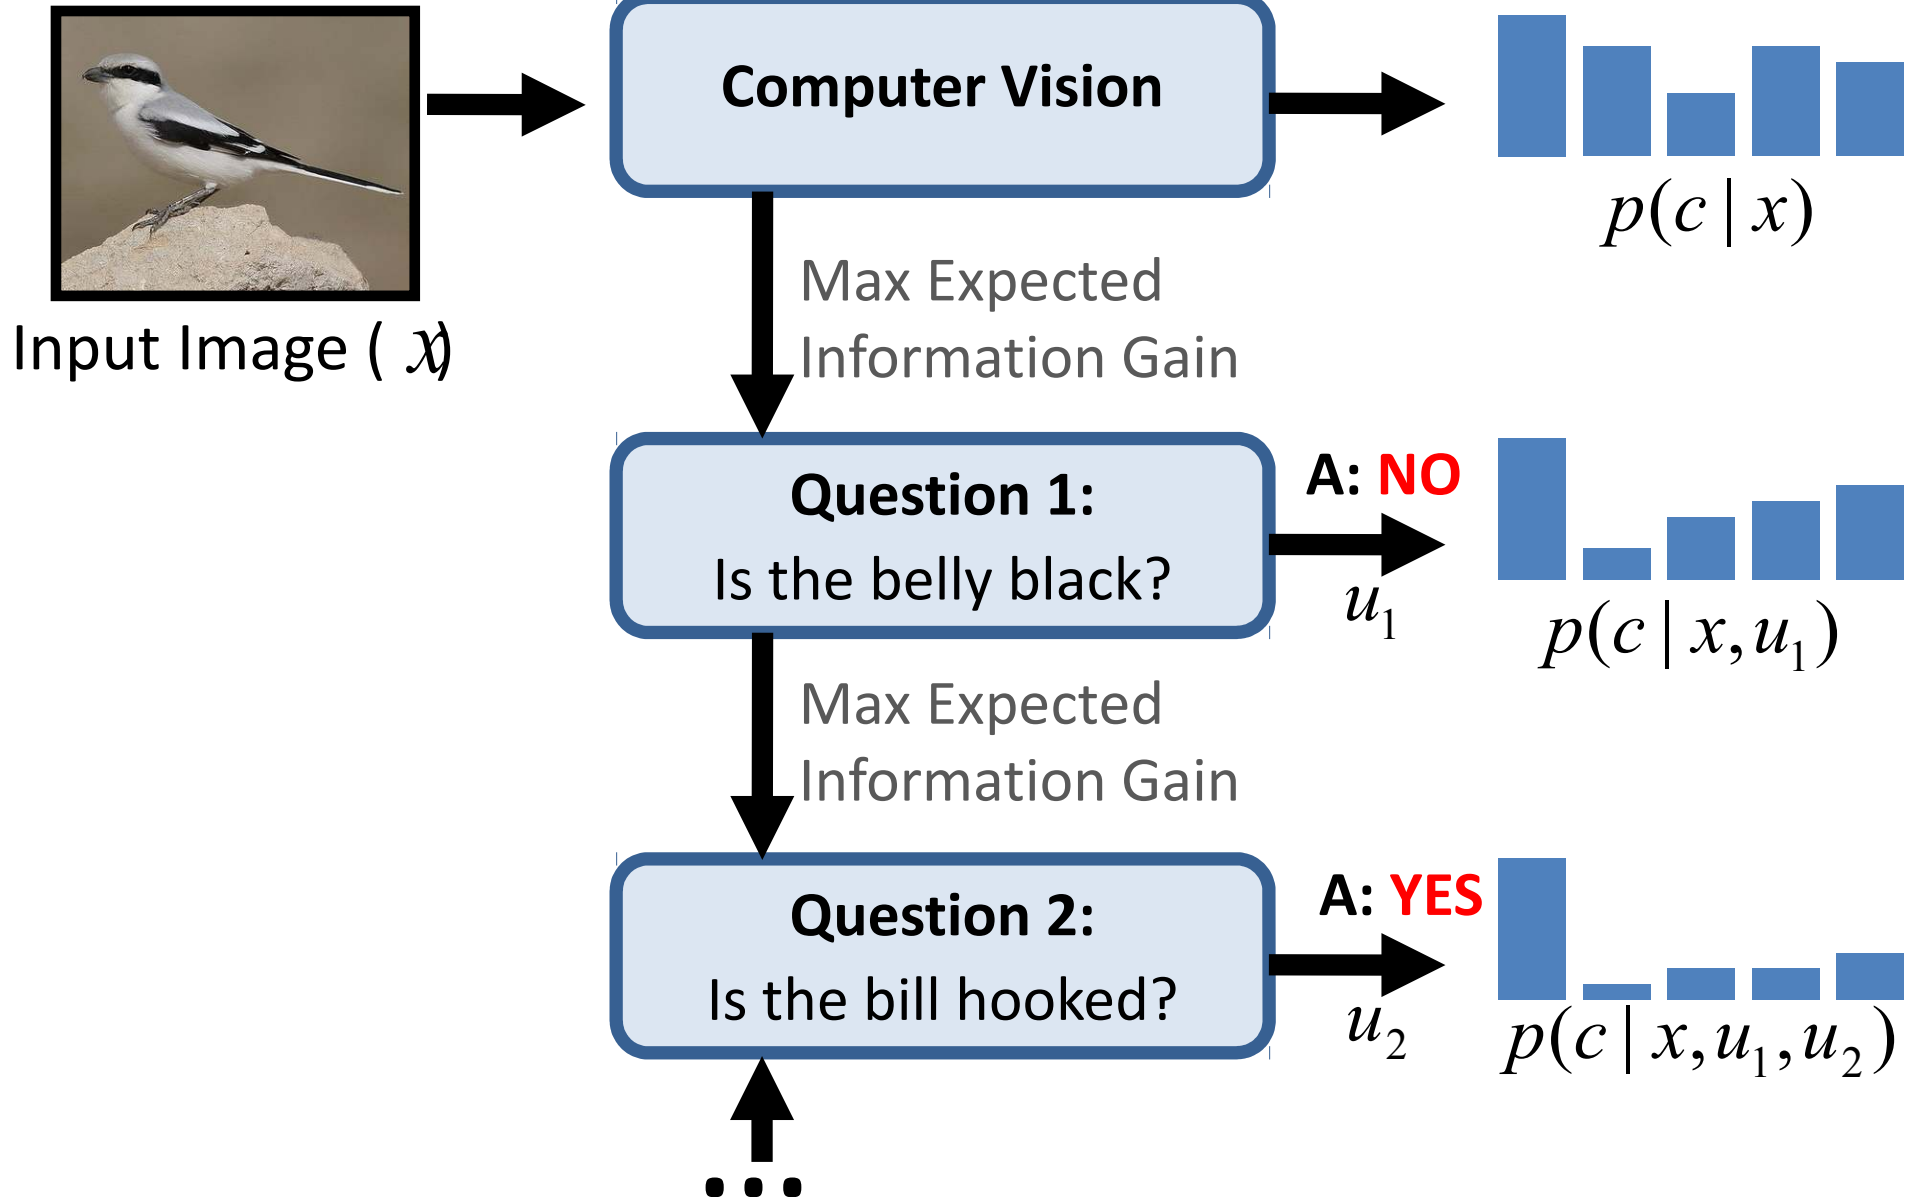 Computer Vision
p(c | x)
Input Image ( x)
Max Expected
Information Gain
Question 1:
Is the belly black?
A: NO
u₁
p(c | x, u₁)
Max Expected
Information Gain
Question 2:
Is the bill hooked?
A: YES
u₂
p(c | x, u₁, u₂)
...